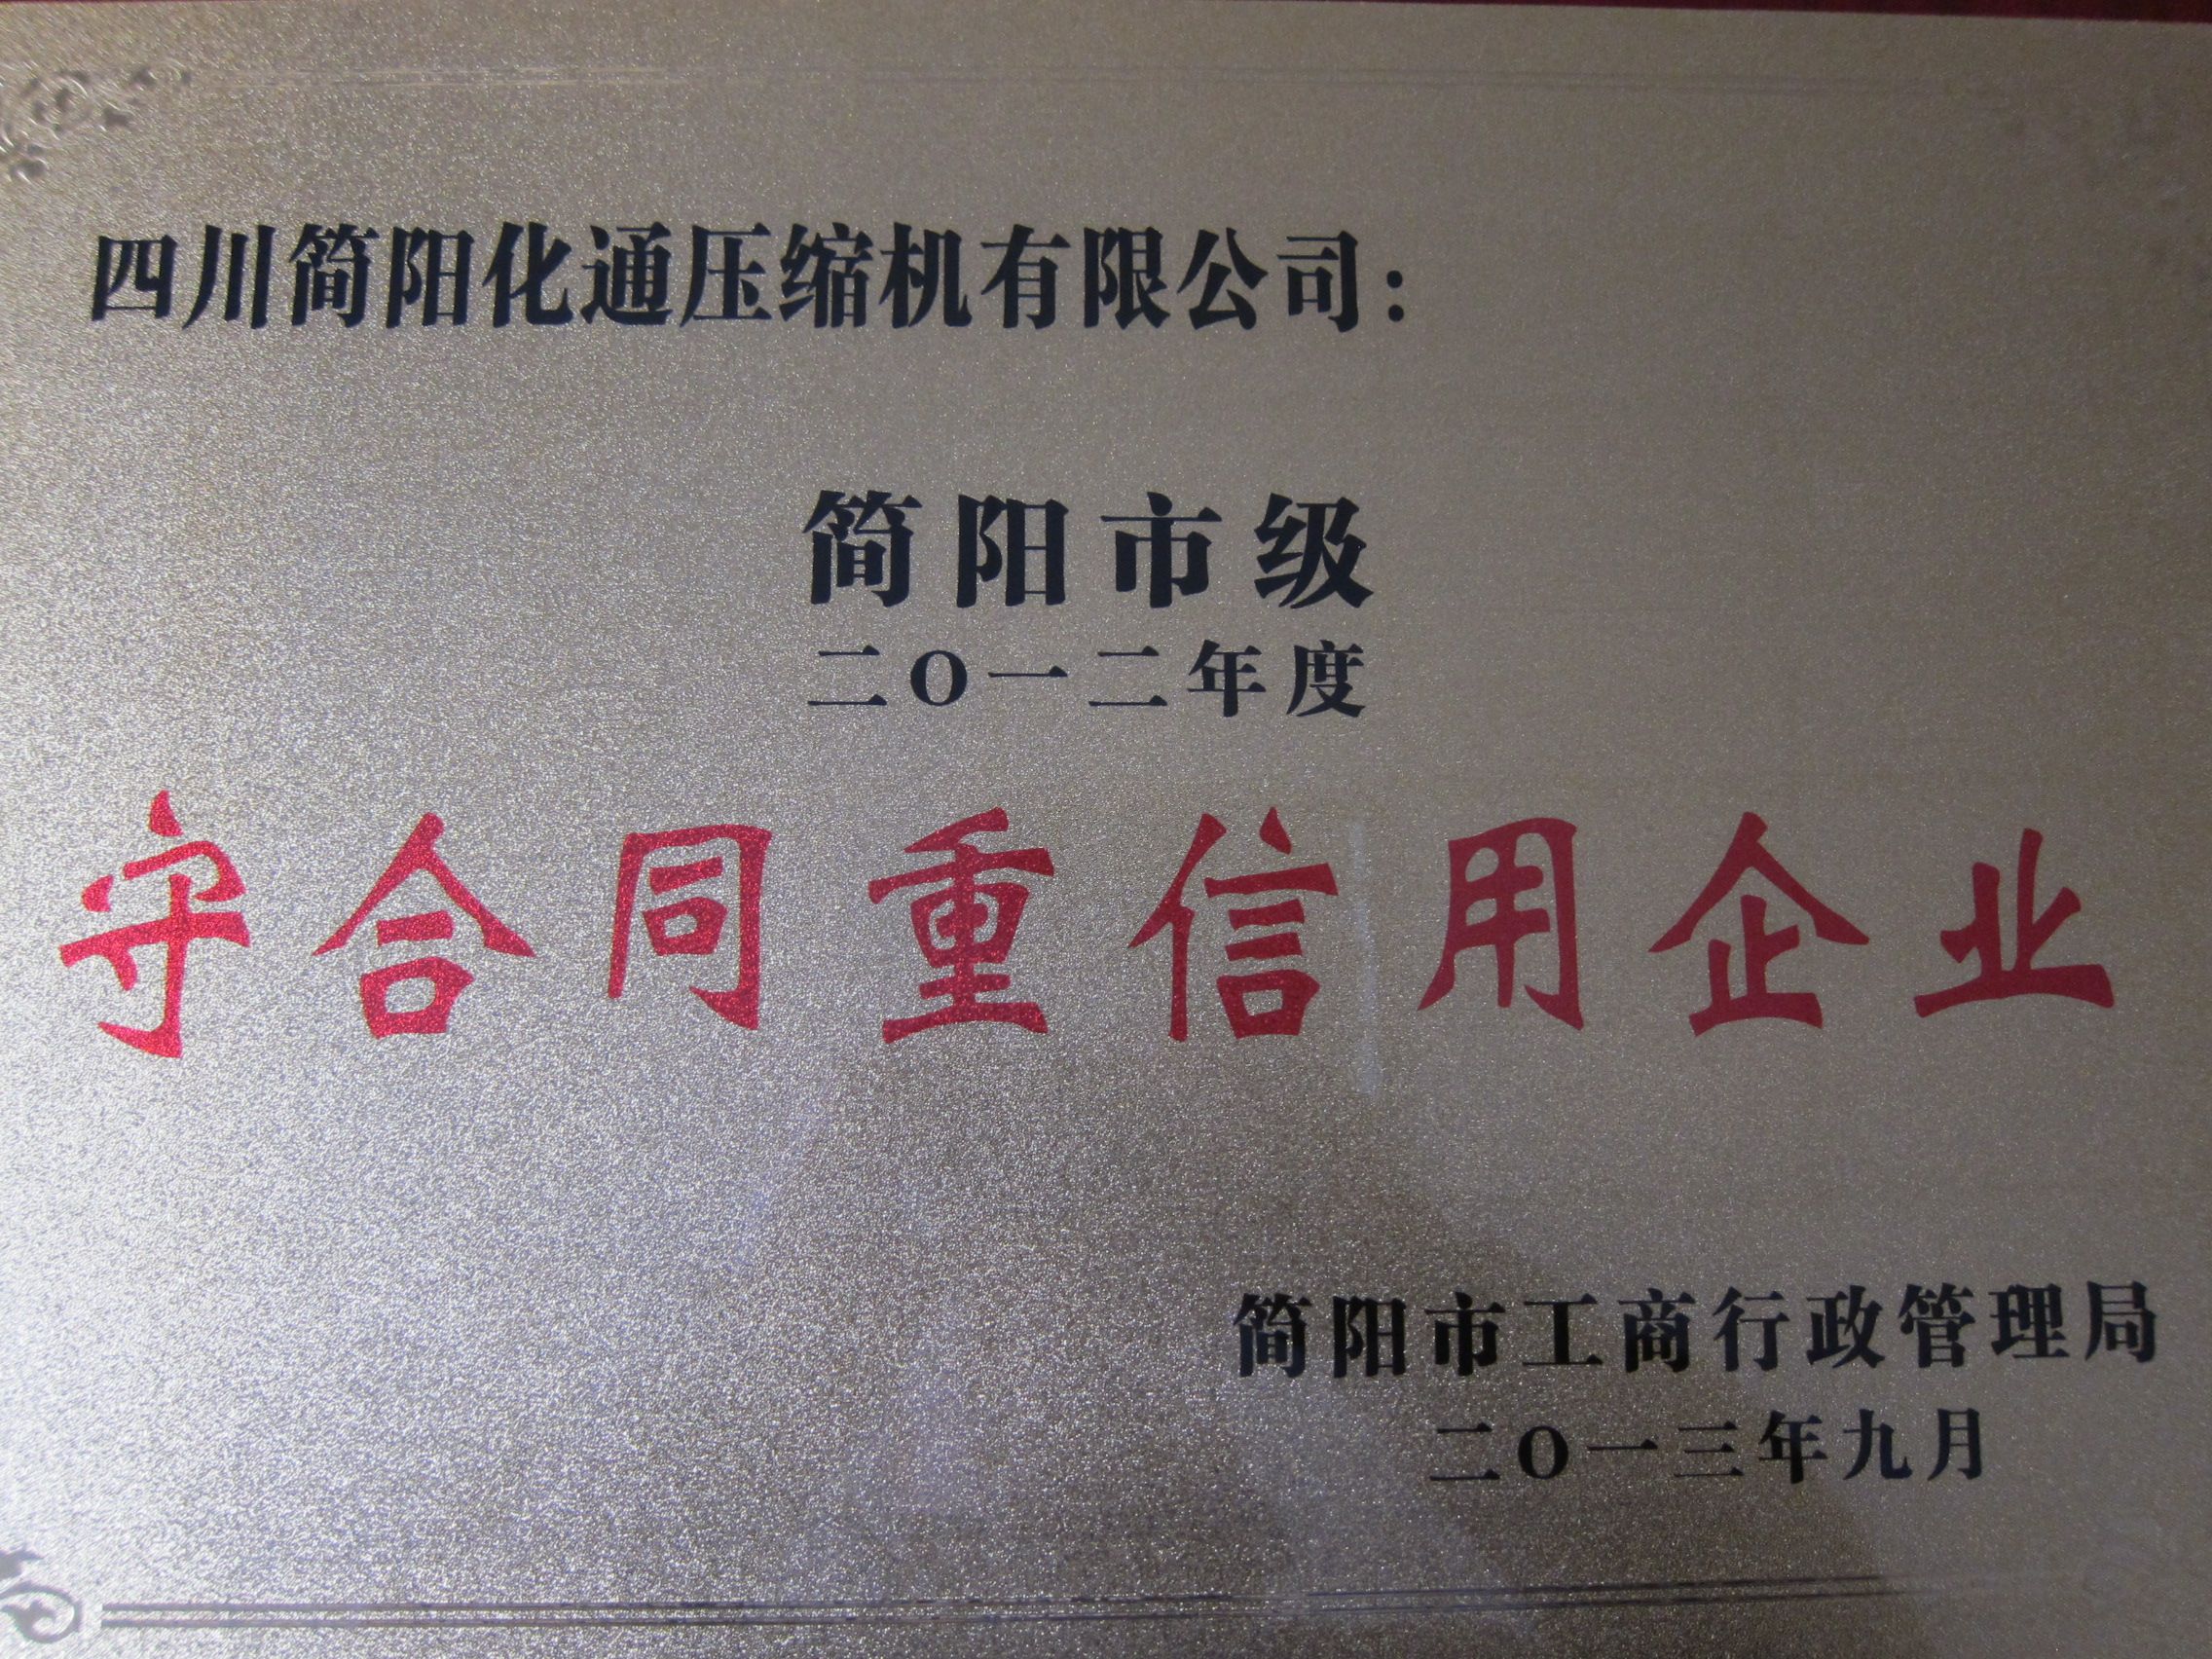 四川简阳化通压缩机有限公司：
简阳市级
二O一二年度
守合同重信用企业
简阳市工商行政管理局
二O一三年九月